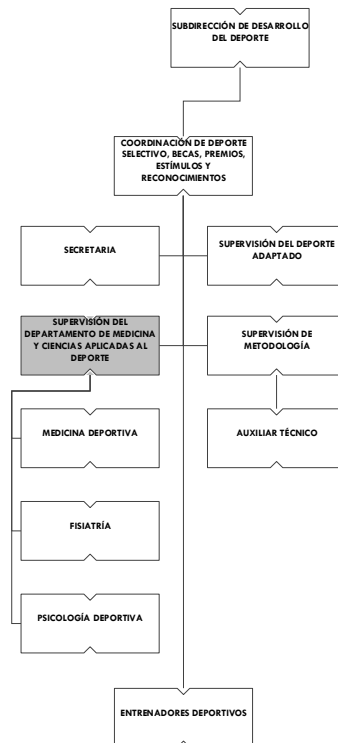 SUBDIRECCIÓN DE DESARROLLO
DEL DEPORTE
COORDINACIÓN DE DEPORTE
SELECTIVO, BECAS, PREMIOS,
ESTÍMULOS Y
RECONOCIMIENTOS
SECRETARIA
SUPERVISIÓN DEL DEPORTE
ADAPTADO
SUPERVISIÓN DEL
DEPARTAMENTO DE MEDICINA
Y CIENCIAS APLICADAS AL
DEPORTE
SUPERVISIÓN DE
METODOLOGÍA
MEDICINA DEPORTIVA
AUXILIAR TÉCNICO
FISIATRÍA
PSICOLOGÍA DEPORTIVA
ENTRENADORES DEPORTIVOS